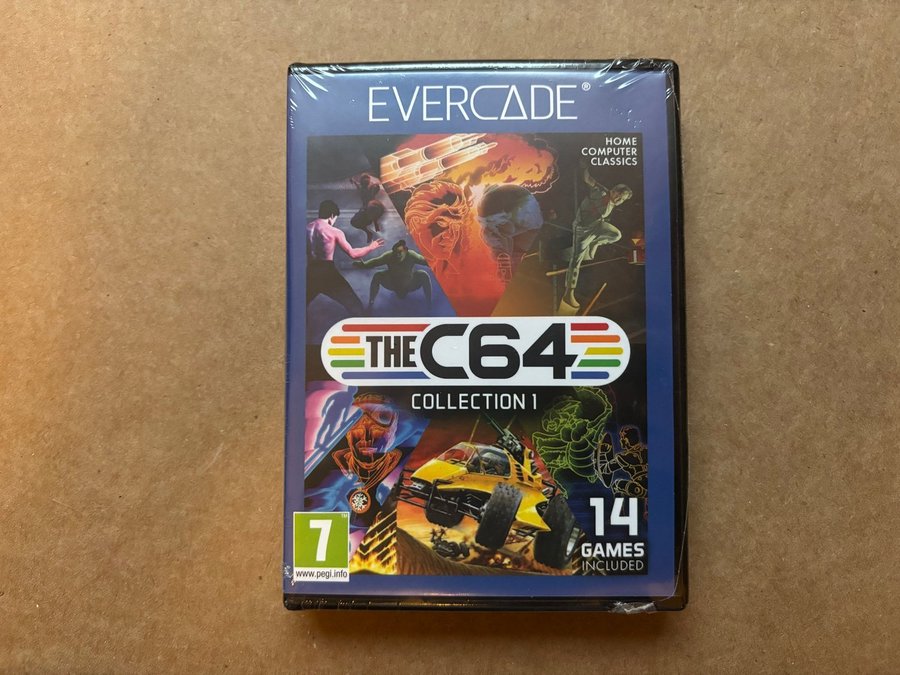 EVERCADE®
HOME
COMPUTER
CLASSICS
THE C64
COLLECTION 1
7
www.pegi.info
14
GAMES
INCLUDED